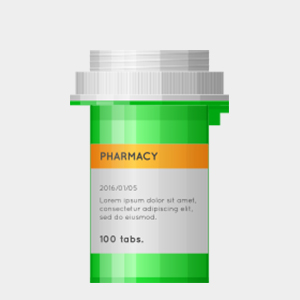 PHARMACY
2016/01/05
Lorem ipsum dolor sit amet,
consectetur adipiscing elit,
sed do eiusmod.
100 tabs.